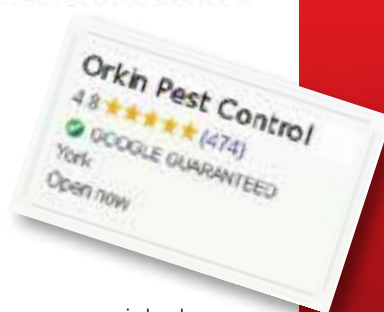 Orkin Pest Control
4.8 (474)
GOOGLE GUARANTEED
York
Open now